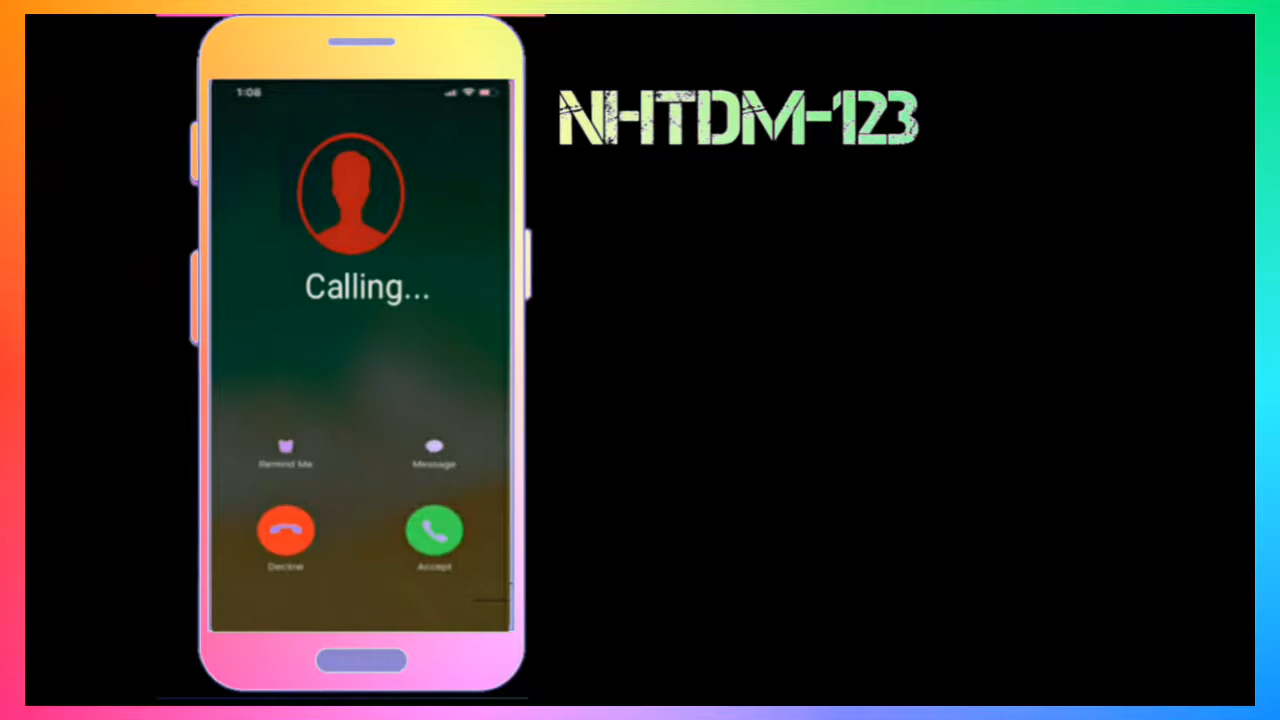 NHTDM-123
1:08
Calling...
Remind Me
Message
Decline
Accept